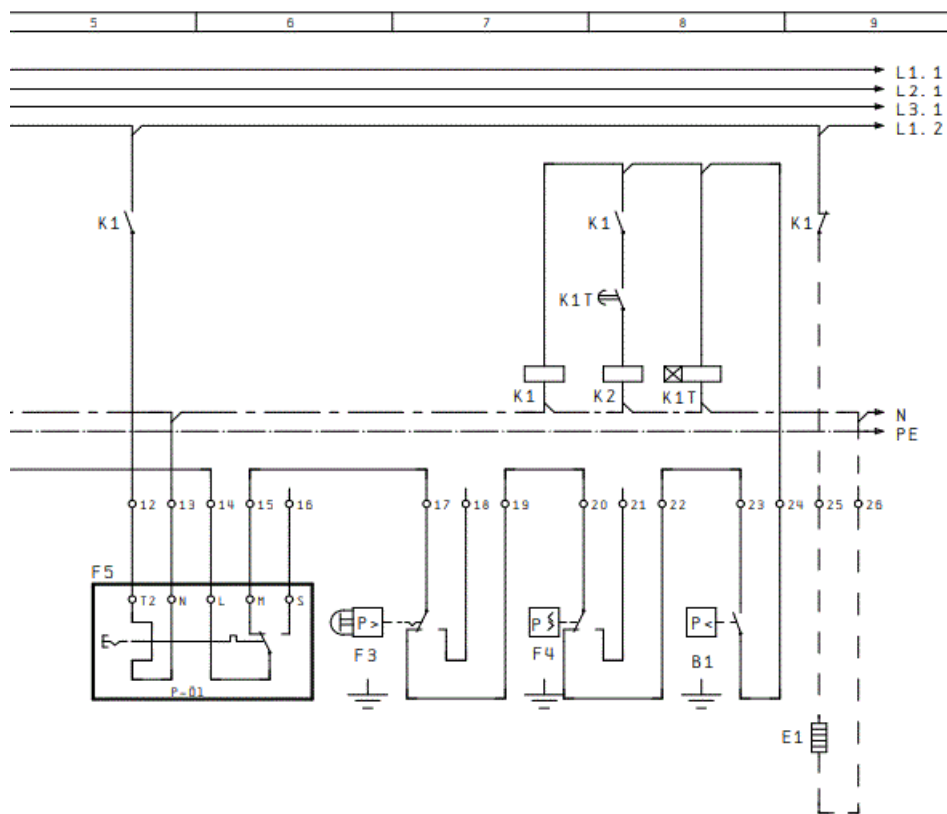 5 6 7 8 9
L1.1
L2.1
L3.1
L1.2
K1 K1 K1
K1T
K1 K2 K1T
N
PE
12 13 14 15 16 17 18 19 20 21 22 23 24 25 26
F5
T2 N L M S
P> P P<
F3 F4 B1
P-01
E1